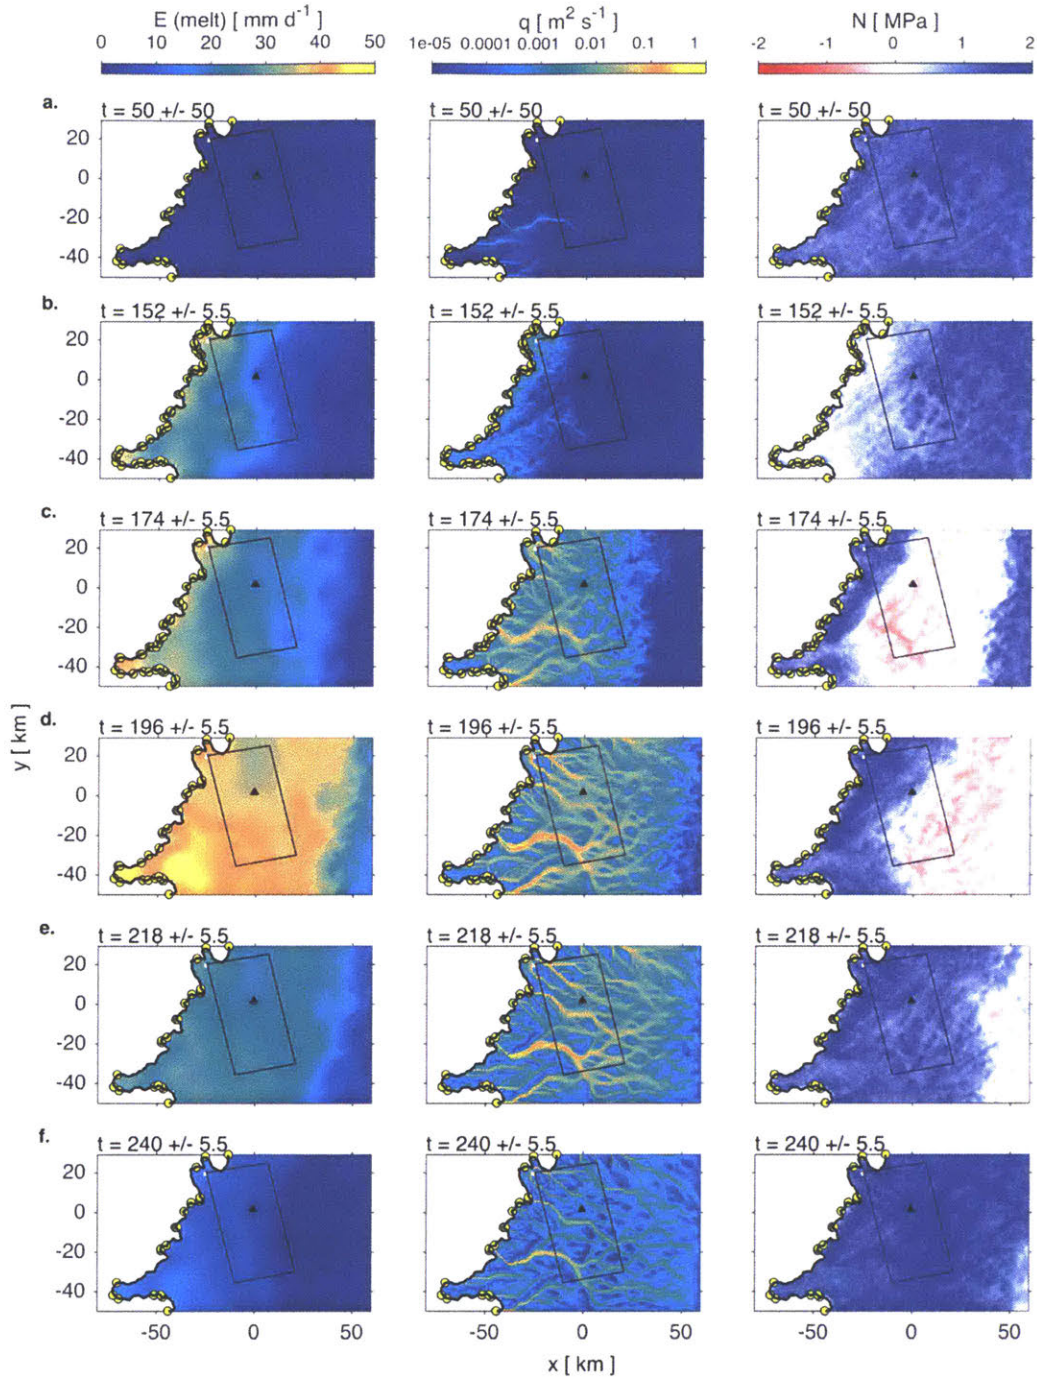 E (melt) [ mm d⁻¹ ]
0 10 20 30 40 50
q [ m² s⁻¹ ]
1e-05 0.0001 0.001 0.01 0.1 1
N [ MPa ]
-2 -1 0 1 2
a.
t = 50 +/- 50
t = 50 +/- 50
t = 50 +/- 50
20
0
-20
-40
b.
t = 152 +/- 5.5
t = 152 +/- 5.5
t = 152 +/- 5.5
20
0
-20
-40
c.
t = 174 +/- 5.5
t = 174 +/- 5.5
t = 174 +/- 5.5
20
0
-20
-40
d.
t = 196 +/- 5.5
t = 196 +/- 5.5
t = 196 +/- 5.5
20
0
-20
-40
y [ km ]
e.
t = 218 +/- 5.5
t = 218 +/- 5.5
t = 218 +/- 5.5
20
0
-20
-40
f.
t = 240 +/- 5.5
t = 240 +/- 5.5
t = 240 +/- 5.5
20
0
-20
-40
-50 0 50
-50 0 50
-50 0 50
x [ km ]